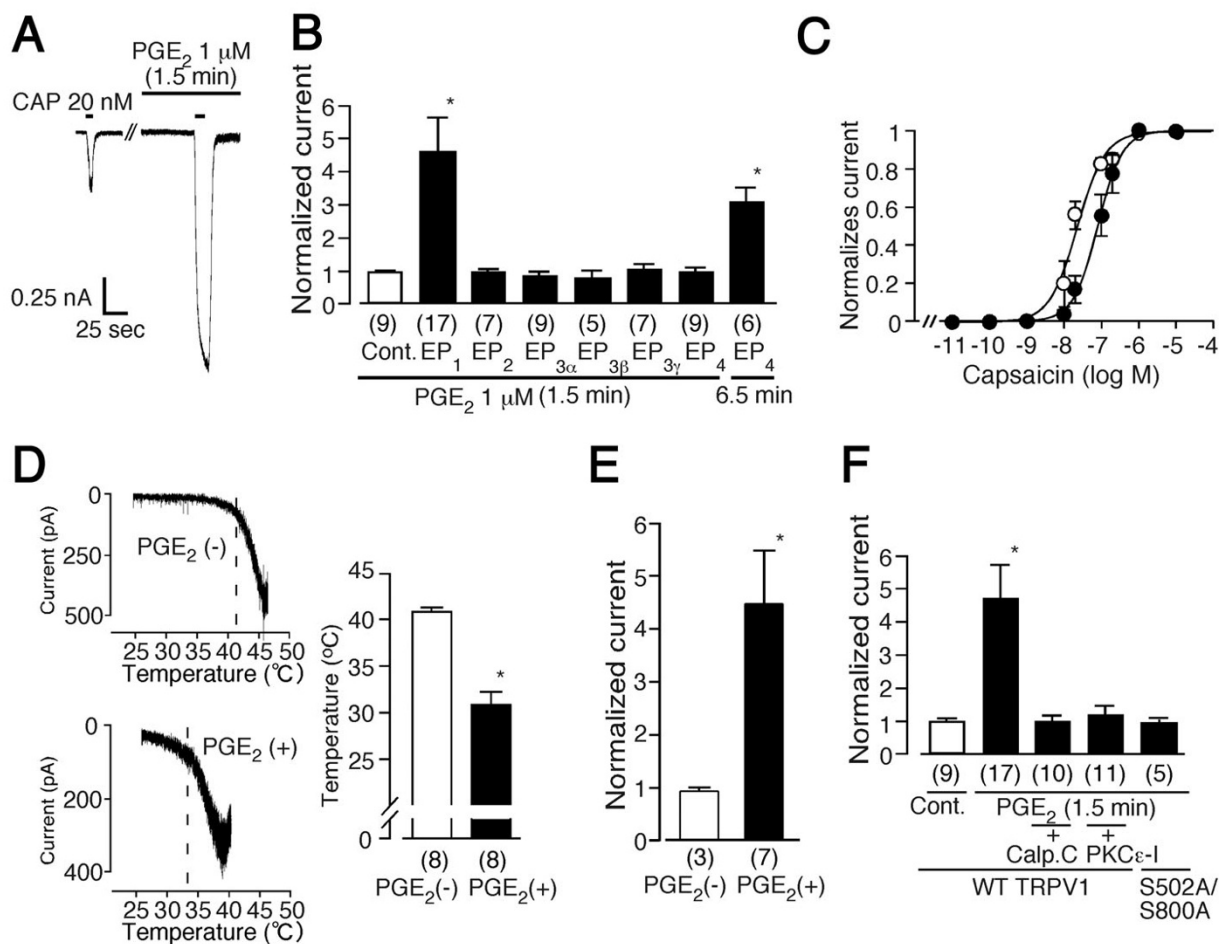 A
PGE2 1 μM
(1.5 min)
CAP 20 nM
0.25 nA
25 sec
B
Normalized current
6
5
4
3
2
1
0
(9) (17) (7) (9) (5) (7) (9) (6)
Cont. EP1 EP2 EP3α EP3β EP3γ EP4 EP4
PGE2 1 μM (1.5 min) 6.5 min
* *
C
Normalizes current
1
0.8
0.6
0.4
0.2
0
-11 -10 -9 -8 -7 -6 -5 -4
Capsaicin (log M)
D
Current (pA)
0
250
500
PGE2 (-)
25 30 35 40 45 50
Temperature (°C)
Current (pA)
0
200
400
PGE2 (+)
25 30 35 40 45 50
Temperature (°C)
Temperature (°C)
45
40
35
30
25
0
*
(8) (8)
PGE2(-) PGE2(+)
E
Normalized current
6
5
4
3
2
1
0
*
(3) (7)
PGE2(-) PGE2(+)
F
Normalized current
6
5
4
3
2
1
0
*
(9) (17) (10) (11) (5)
Cont. PGE2 (1.5 min)
+ +
Calp.C PKCε-I
WT TRPV1 S502A/
S800A